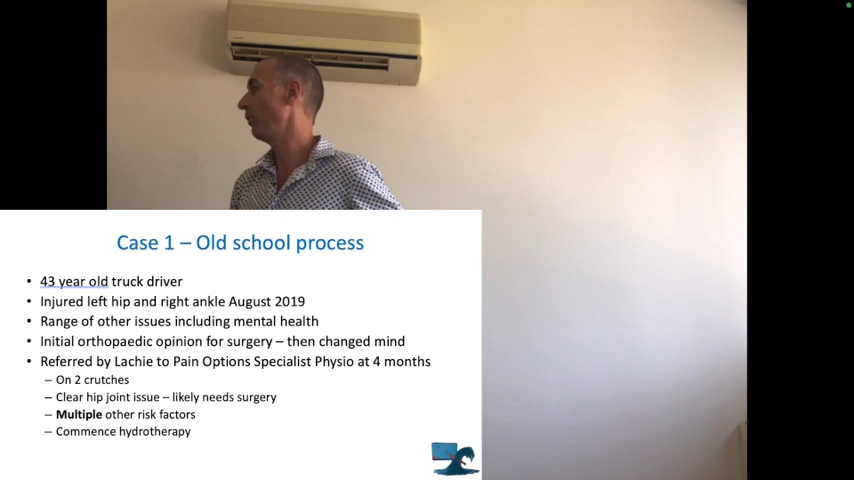 Case 1 – Old school process
• 43 year old truck driver
• Injured left hip and right ankle August 2019
• Range of other issues including mental health
• Initial orthopaedic opinion for surgery – then changed mind
• Referred by Lachie to Pain Options Specialist Physio at 4 months
– On 2 crutches
– Clear hip joint issue – likely needs surgery
– Multiple other risk factors
– Commence hydrotherapy